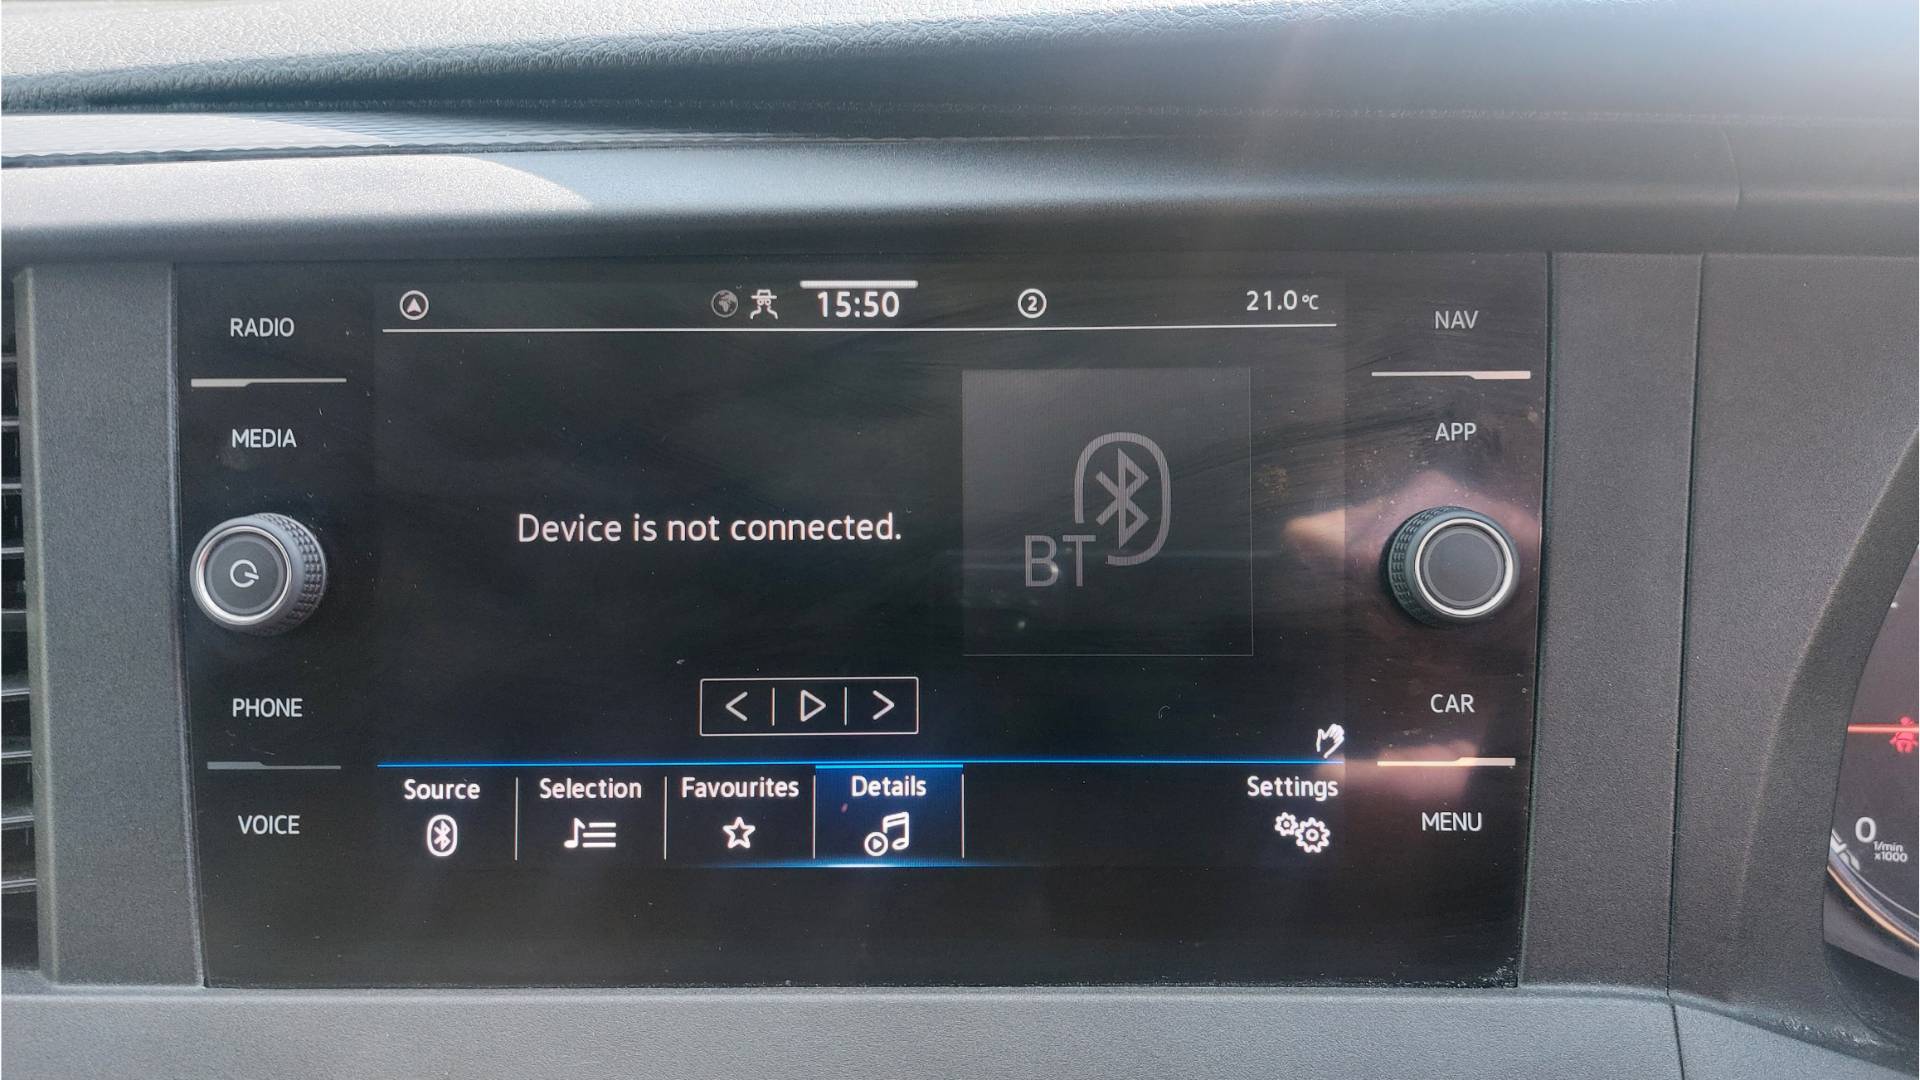 RADIO
MEDIA
PHONE
VOICE
15:50
2
21.0°C
Device is not connected.
BT
Source
Selection
Favourites
Details
Settings
NAV
APP
CAR
MENU
0
1/min
x1000